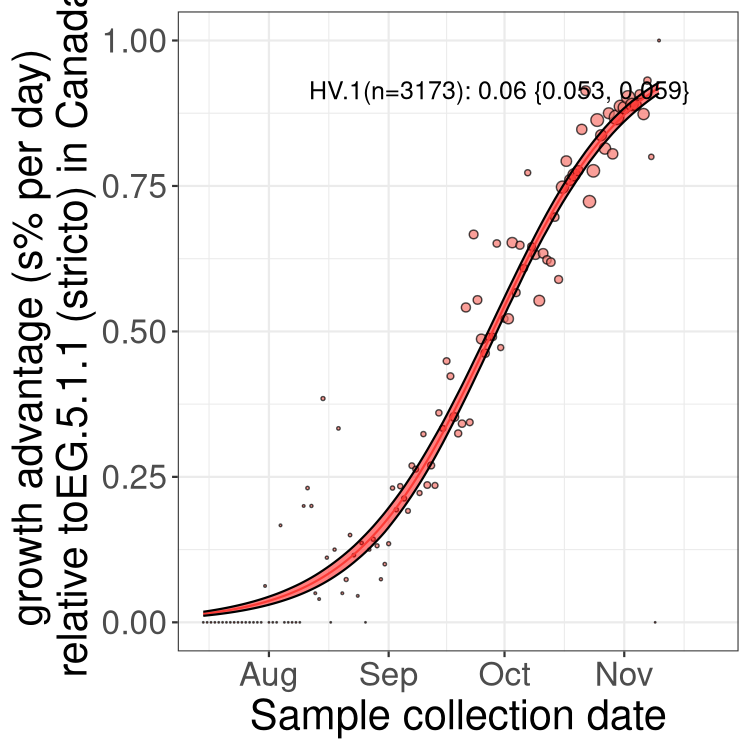 growth advantage (s% per day)
relative toEG.5.1.1 (stricto) in Canada
1.00
0.75
0.50
0.25
0.00
HV.1(n=3173): 0.06 {0.053, 0.059}
Aug Sep Oct Nov
Sample collection date